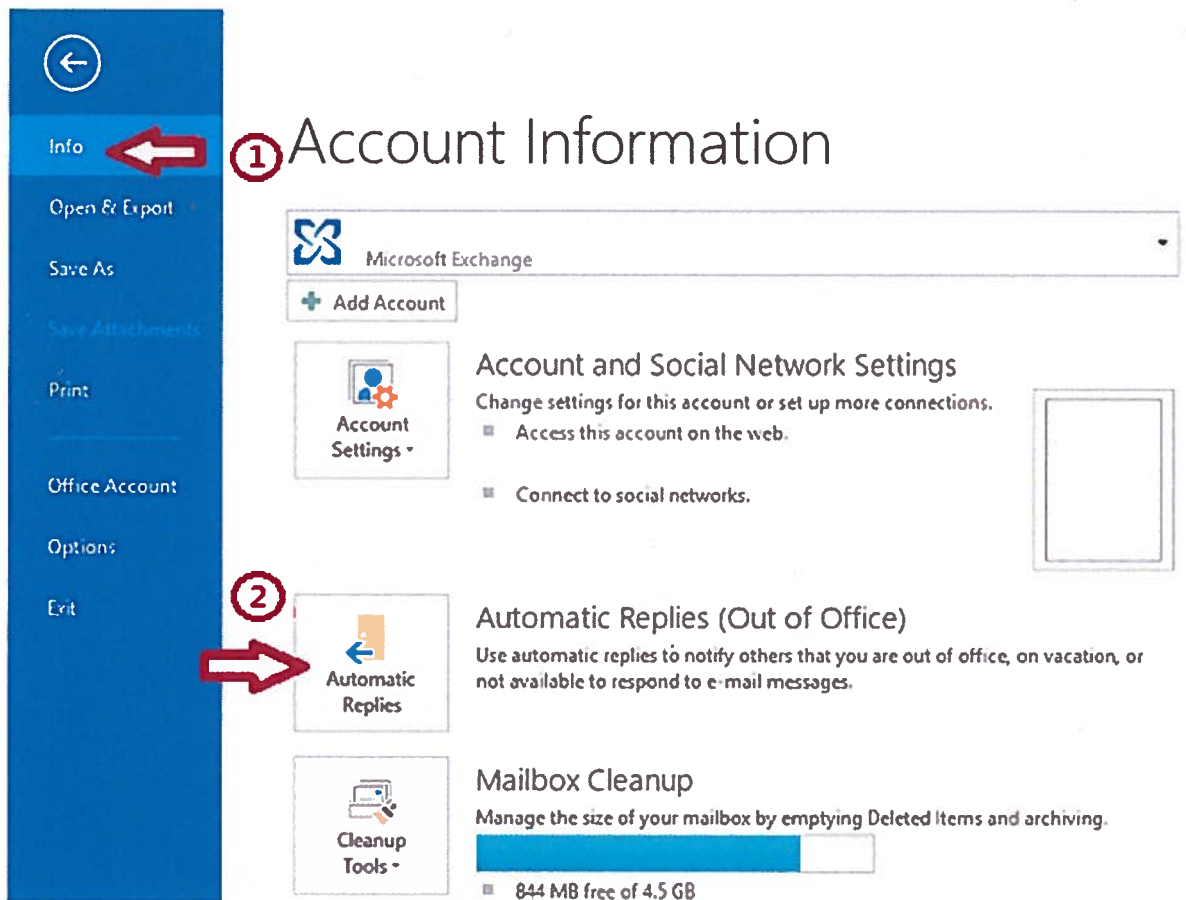 Info
① Account Information
Open & Export
Microsoft Exchange
Save As
Add Account
Save Attachments
Print
Account Settings
Account and Social Network Settings
Change settings for this account or set up more connections.
Access this account on the web.
Connect to social networks.
Office Account
Options
Exit
②
Automatic Replies
Automatic Replies (Out of Office)
Use automatic replies to notify others that you are out of office, on vacation, or
not available to respond to e-mail messages.
Cleanup Tools
Mailbox Cleanup
Manage the size of your mailbox by emptying Deleted Items and archiving.
844 MB free of 4.5 GB